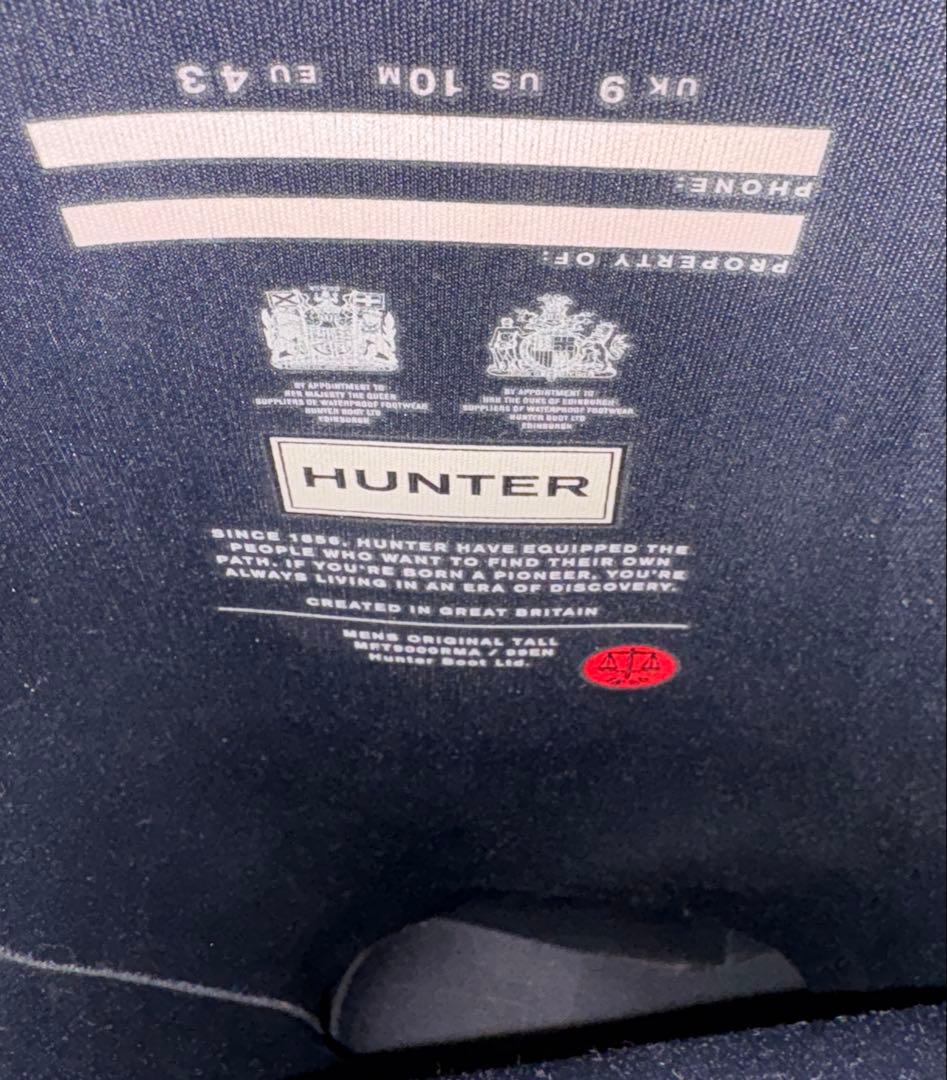 UK 9 US 10M EU 43
PHONE:
PROPERTY OF:
BY APPOINTMENT TO
HER MAJESTY THE QUEEN
SUPPLIERS OF WATERPROOF FOOTWEAR
HUNTER BOOT LTD
EDINBURGH
BY APPOINTMENT TO
HRH THE DUKE OF EDINBURGH
SUPPLIERS OF WATERPROOF FOOTWEAR
HUNTER BOOT LTD
EDINBURGH
HUNTER
SINCE 1856, HUNTER HAVE EQUIPPED THE
PEOPLE WHO WANT TO FIND THEIR OWN
PATH. IF YOU'RE BORN A PIONEER, YOU'RE
ALWAYS LIVING IN AN ERA OF DISCOVERY.
CREATED IN GREAT BRITAIN
MENS ORIGINAL TALL
MFT9000RMA /
Hunter Boot Ltd.